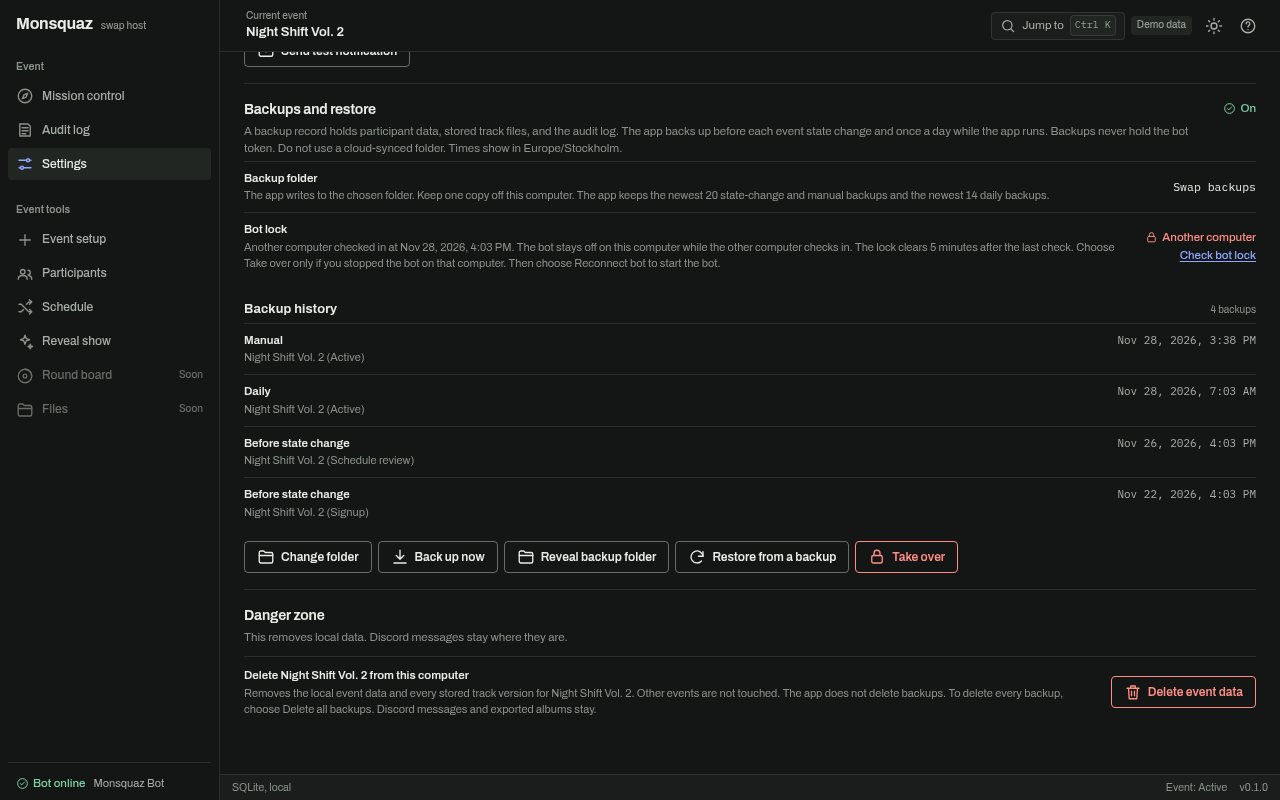 Monsquaz swap host
Event
Mission control
Audit log
Settings
Event tools
Event setup
Participants
Schedule
Reveal show
Round board Soon
Files Soon
Bot online Monsquaz Bot
Current event
Night Shift Vol. 2
Jump to Ctrl K
Demo data
Send test notification
Backups and restore
On
A backup record holds participant data, stored track files, and the audit log. The app backs up before each event state change and once a day while the app runs. Backups never hold the bot
token. Do not use a cloud-synced folder. Times show in Europe/Stockholm.
Backup folder
The app writes to the chosen folder. Keep one copy off this computer. The app keeps the newest 20 state-change and manual backups and the newest 14 daily backups.
Swap backups
Bot lock
Another computer checked in at Nov 28, 2026, 4:03 PM. The bot stays off on this computer while the other computer checks in. The lock clears 5 minutes after the last check. Choose
Take over only if you stopped the bot on that computer. Then choose Reconnect bot to start the bot.
Another computer
Check bot lock
Backup history
4 backups
Manual
Night Shift Vol. 2 (Active)
Nov 28, 2026, 3:38 PM
Daily
Night Shift Vol. 2 (Active)
Nov 28, 2026, 7:03 AM
Before state change
Night Shift Vol. 2 (Schedule review)
Nov 26, 2026, 4:03 PM
Before state change
Night Shift Vol. 2 (Signup)
Nov 22, 2026, 4:03 PM
Change folder
Back up now
Reveal backup folder
Restore from a backup
Take over
Danger zone
This removes local data. Discord messages stay where they are.
Delete Night Shift Vol. 2 from this computer
Removes the local event data and every stored track version for Night Shift Vol. 2. Other events are not touched. The app does not delete backups. To delete every backup,
choose Delete all backups. Discord messages and exported albums stay.
Delete event data
SQLite, local
Event: Active v0.1.0